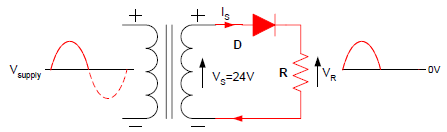 + + I_S
D
V_supply V_S=24V R V_R 0V